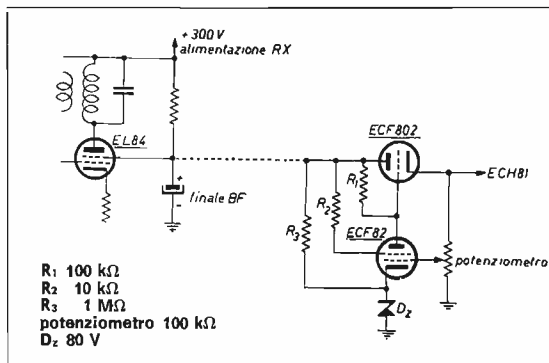 +300V
alimentazione RX
EL84
+
-
finale BF
ECF802
ECH81
R1
R2
ECF82
R3
potenziometro
Dz
R1 100 kΩ
R2 10 kΩ
R3 1 MΩ
potenziometro 100 kΩ
Dz 80 V